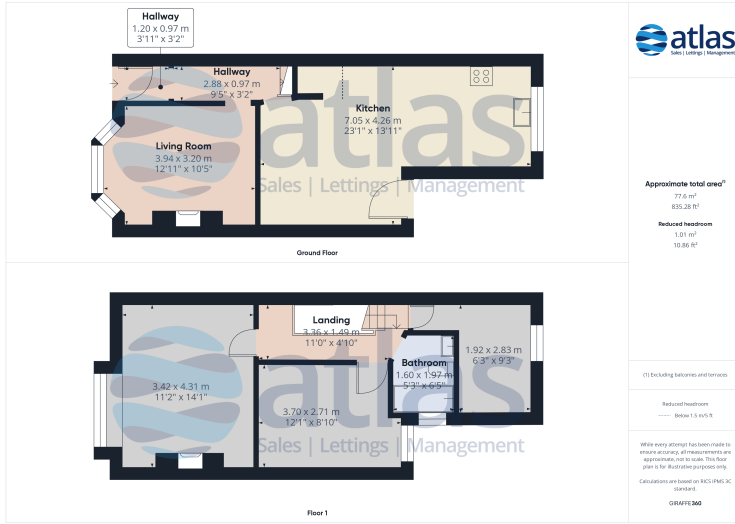 Hallway
1.20 x 0.97 m
3'11" x 3'2"
Hallway
2.88 x 0.97 m
9'5" x 3'2"
Kitchen
7.05 x 4.26 m
23'1" x 13'11"
Living Room
3.94 x 3.20 m
12'11" x 10'5"
atlas
Sales | Lettings | Management
Ground Floor
Landing
3.36 x 1.49 m
11'0" x 4'10"
Bathroom
1.60 x 1.97 m
5'3" x 6'5"
1.92 x 2.83 m
6'3" x 9'3"
3.42 x 4.31 m
11'2" x 14'1"
3.70 x 2.71 m
12'1" x 8'10"
atlas
Sales | Lettings | Management
Floor 1
atlas
Sales | Lettings | Management
Approximate total area⁽¹⁾
77.6 m²
835.28 ft²
Reduced headroom
1.01 m²
10.86 ft²
(1) Excluding balconies and terraces
Reduced headroom
Below 1.5 m/5 ft
While every attempt has been made to
ensure accuracy, all measurements are
approximate, not to scale. This floor
plan is for illustrative purposes only.
Calculations are based on RICS IPMS 3C
standard.
GIRAFFE360